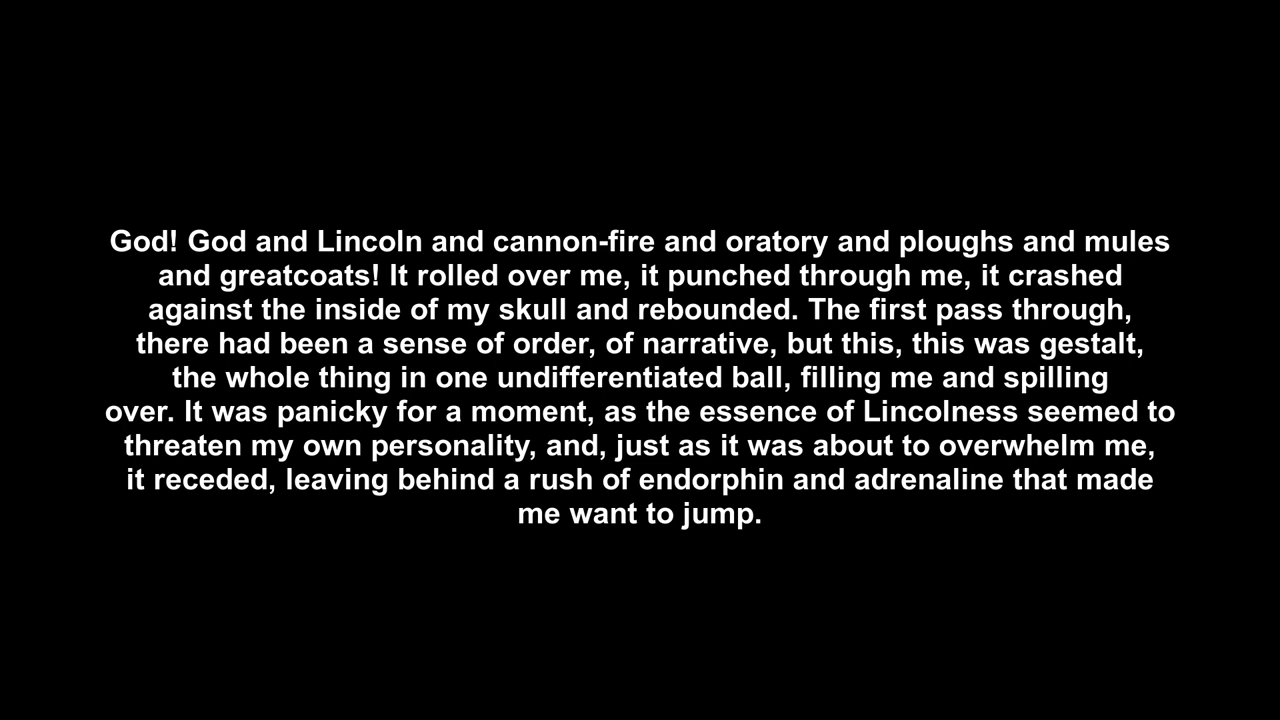 God! God and Lincoln and cannon-fire and oratory and ploughs and mules
and greatcoats! It rolled over me, it punched through me, it crashed
against the inside of my skull and rebounded. The first pass through,
there had been a sense of order, of narrative, but this, this was gestalt,
the whole thing in one undifferentiated ball, filling me and spilling
over. It was panicky for a moment, as the essence of Lincolness seemed to
threaten my own personality, and, just as it was about to overwhelm me,
it receded, leaving behind a rush of endorphin and adrenaline that made
me want to jump.